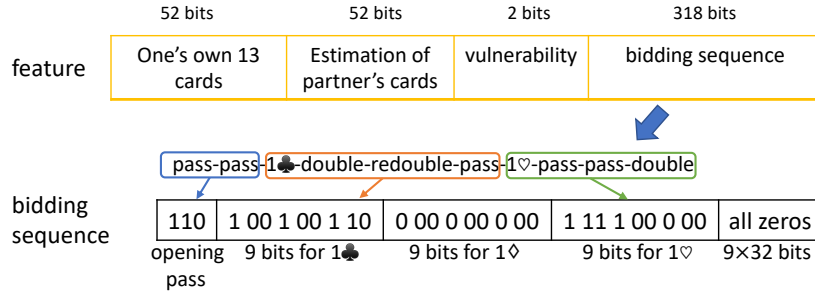 52 bits 52 bits 2 bits 318 bits
feature One's own 13 cards Estimation of partner's cards vulnerability bidding sequence
pass-pass-1♣-double-redouble-pass-1♡-pass-pass-double
bidding sequence 110 1 00 1 00 1 10 0 00 0 00 0 00 1 11 1 00 0 00 all zeros
opening pass 9 bits for 1♣ 9 bits for 1◊ 9 bits for 1♡ 9×32 bits